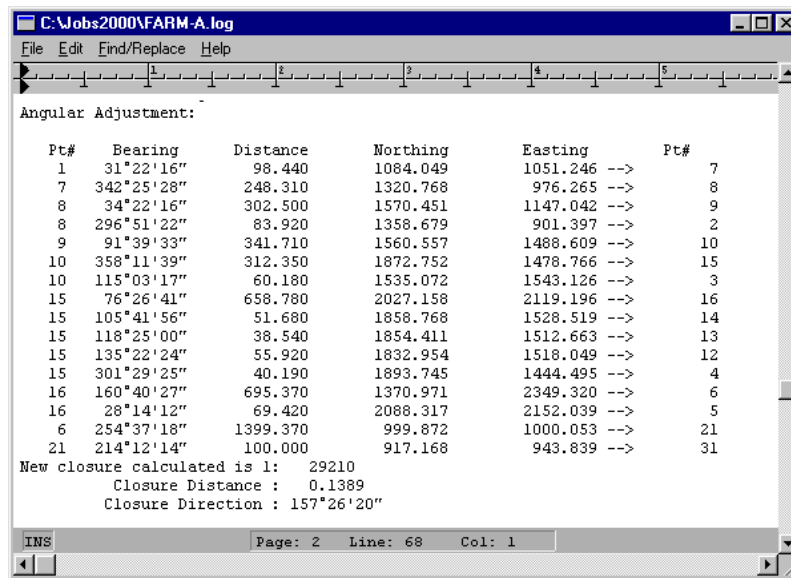 C:\Jobs2000\FARM-A.log
File Edit Find/Replace Help
1 2 3 4 5
Angular Adjustment:
Pt# Bearing Distance Northing Easting Pt#
1 31°22'16" 98.440 1084.049 1051.246 --> 7
7 342°25'28" 248.310 1320.768 976.265 --> 8
8 34°22'16" 302.500 1570.451 1147.042 --> 9
8 296°51'22" 83.920 1358.679 901.397 --> 2
9 91°39'33" 341.710 1560.557 1488.609 --> 10
10 358°11'39" 312.350 1872.752 1478.766 --> 15
10 115°03'17" 60.180 1535.072 1543.126 --> 3
15 76°26'41" 658.780 2027.158 2119.196 --> 16
15 105°41'56" 51.680 1858.768 1528.519 --> 14
15 118°25'00" 38.540 1854.411 1512.663 --> 13
15 135°22'24" 55.920 1832.954 1518.049 --> 12
15 301°29'25" 40.190 1893.745 1444.495 --> 4
16 160°40'27" 695.370 1370.971 2349.320 --> 6
16 28°14'12" 69.420 2088.317 2152.039 --> 5
6 254°37'18" 1399.370 999.872 1000.053 --> 21
21 214°12'14" 100.000 917.168 943.839 --> 31
New closure calculated is 1: 29210
Closure Distance : 0.1389
Closure Direction : 157°26'20"
INS Page: 2 Line: 68 Col: 1